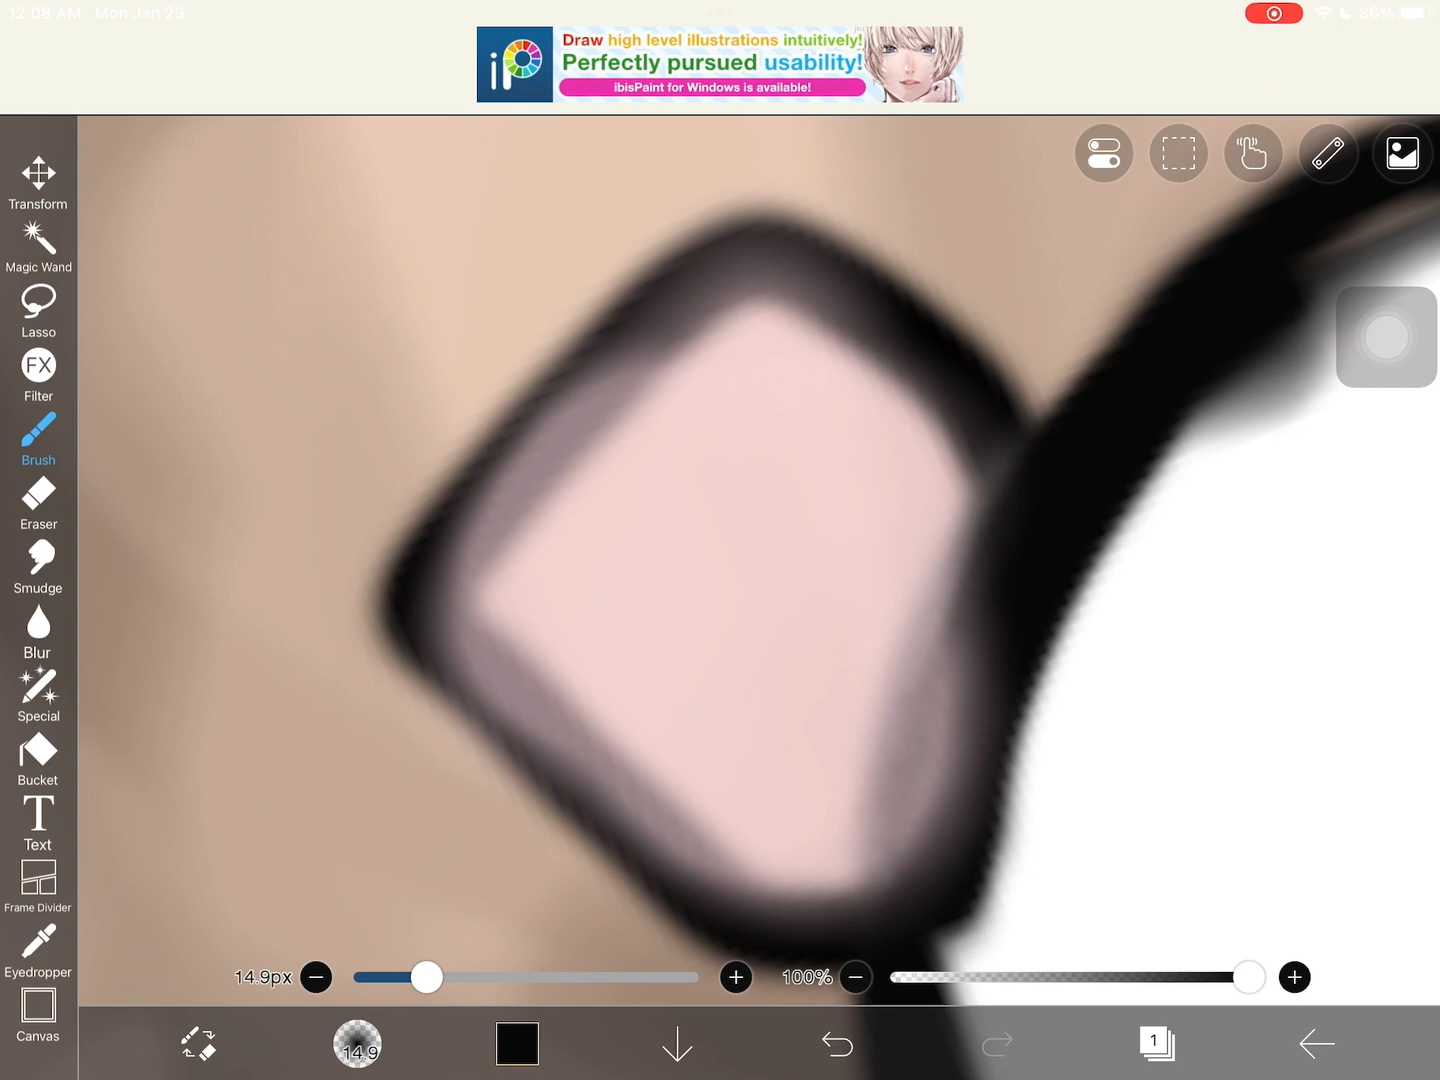 12:08 AM Mon Jan 29
86%
iP
Draw high level illustrations intuitively!
Perfectly pursued usability!
ibisPaint for Windows is available!
Transform
Magic Wand
Lasso
FX
Filter
Brush
Eraser
Smudge
Blur
Special
Bucket
T
Text
Frame Divider
Eyedropper
Canvas
14.9px
100%
14.9
1